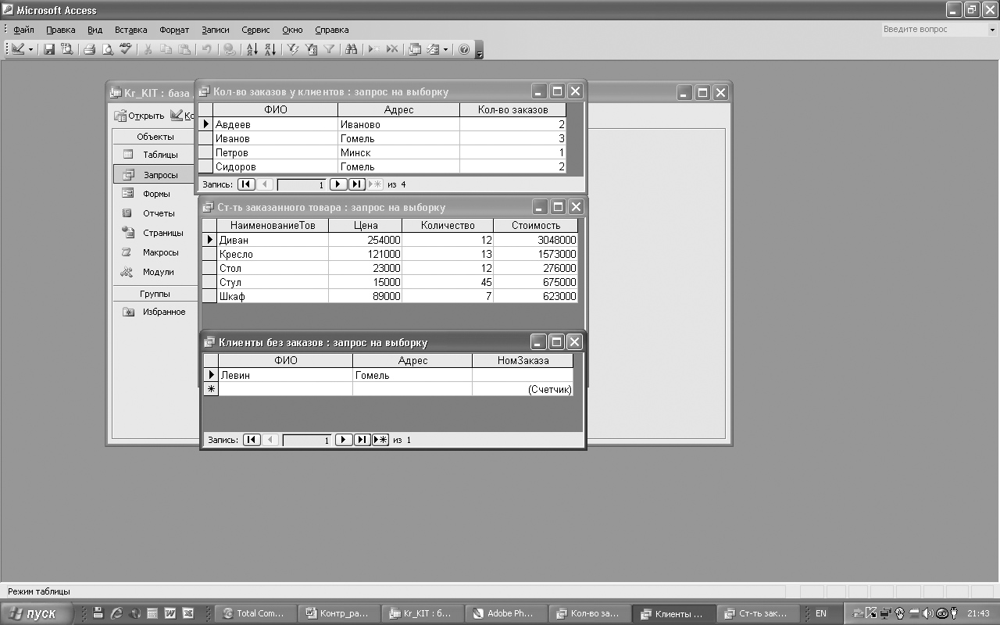 Microsoft Access
Файл Правка Вид Вставка Формат Записи Сервис Окно Справка
Введите вопрос
Kr_KIT : база
Открыть Ко
Объекты
Таблицы
Запросы
Формы
Отчеты
Страницы
Макросы
Модули
Группы
Избранное
Кол-во заказов у клиентов : запрос на выборку
ФИО Адрес Кол-во заказов
Авдеев Иваново 2
Иванов Гомель 3
Петров Минск 1
Сидоров Гомель 2
Запись: 1 из 4
Ст-ть заказанного товара : запрос на выборку
НаименованиеТов Цена Количество Стоимость
Диван 254000 12 3048000
Кресло 121000 13 1573000
Стол 23000 12 276000
Стул 15000 45 675000
Шкаф 89000 7 623000
Клиенты без заказов : запрос на выборку
ФИО Адрес НомЗаказа
Левин Гомель
(Счетчик)
Запись: 1 из 1
Режим таблицы
пуск Total Com... Контр_ра... Kr_KIT : б... Adobe Ph... Кол-во за... Клиенты ... Ст-ть зак... EN 21:43